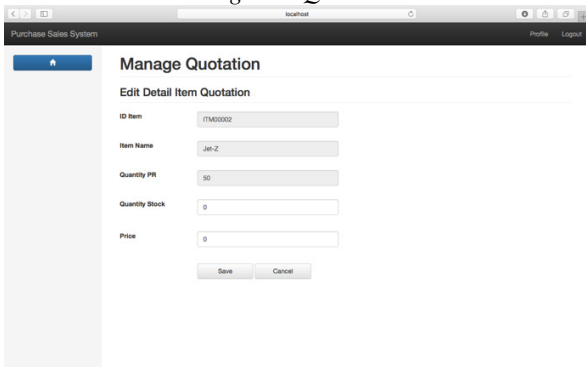 localhost
Purchase Sales System
Profile Logout
Manage Quotation
Edit Detail Item Quotation
ID Item ITM00002
Item Name Jet-Z
Quantity PR 50
Quantity Stock 0
Price 0
Save Cancel